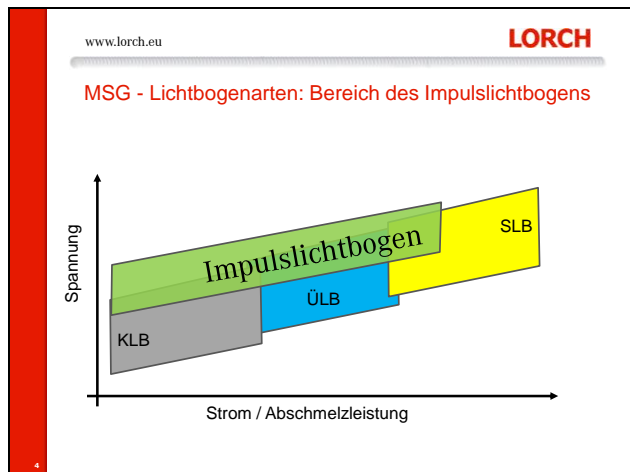 www.lorch.eu
LORCH
MSG - Lichtbogenarten: Bereich des Impulslichtbogens
Spannung
Impulslichtbogen
SLB
ÜLB
KLB
Strom / Abschmelzleistung
4